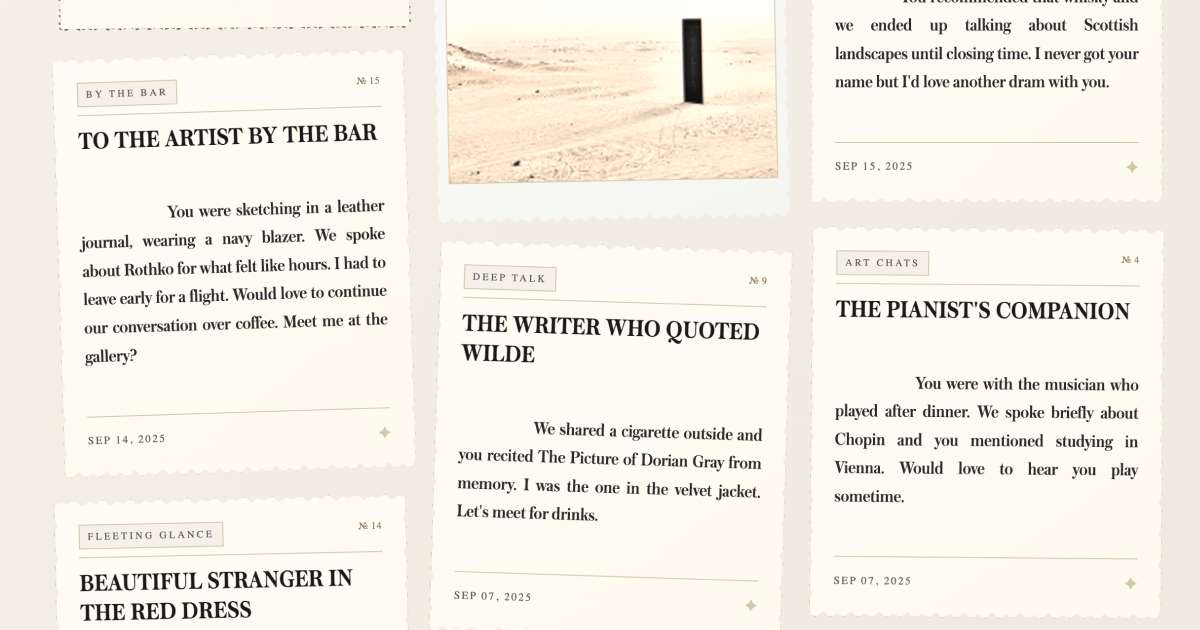 BY THE BAR
№ 15
TO THE ARTIST BY THE BAR
You were sketching in a leather
journal, wearing a navy blazer. We spoke
about Rothko for what felt like hours. I had to
leave early for a flight. Would love to continue
our conversation over coffee. Meet me at the
gallery?
SEP 14, 2025
FLEETING GLANCE
№ 14
BEAUTIFUL STRANGER IN
THE RED DRESS
DEEP TALK
№ 9
THE WRITER WHO QUOTED
WILDE
We shared a cigarette outside and
you recited The Picture of Dorian Gray from
memory. I was the one in the velvet jacket.
Let's meet for drinks.
SEP 07, 2025
You recommended that whisky and
we ended up talking about Scottish
landscapes until closing time. I never got your
name but I'd love another dram with you.
SEP 15, 2025
ART CHATS
№ 4
THE PIANIST'S COMPANION
You were with the musician who
played after dinner. We spoke briefly about
Chopin and you mentioned studying in
Vienna. Would love to hear you play
sometime.
SEP 07, 2025